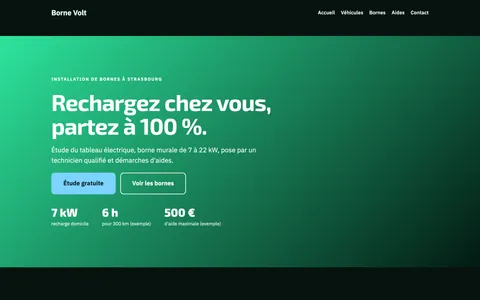 Borne Volt
Accueil Véhicules Bornes Aides Contact
INSTALLATION DE BORNES À STRASBOURG
Rechargez chez vous,
partez à 100 %.
Étude du tableau électrique, borne murale de 7 à 22 kW, pose par un
technicien qualifié et démarches d'aides.
Étude gratuite Voir les bornes
7 kW 6 h 500 €
recharge domicile pour 300 km (exemple) d'aide maximale (exemple)